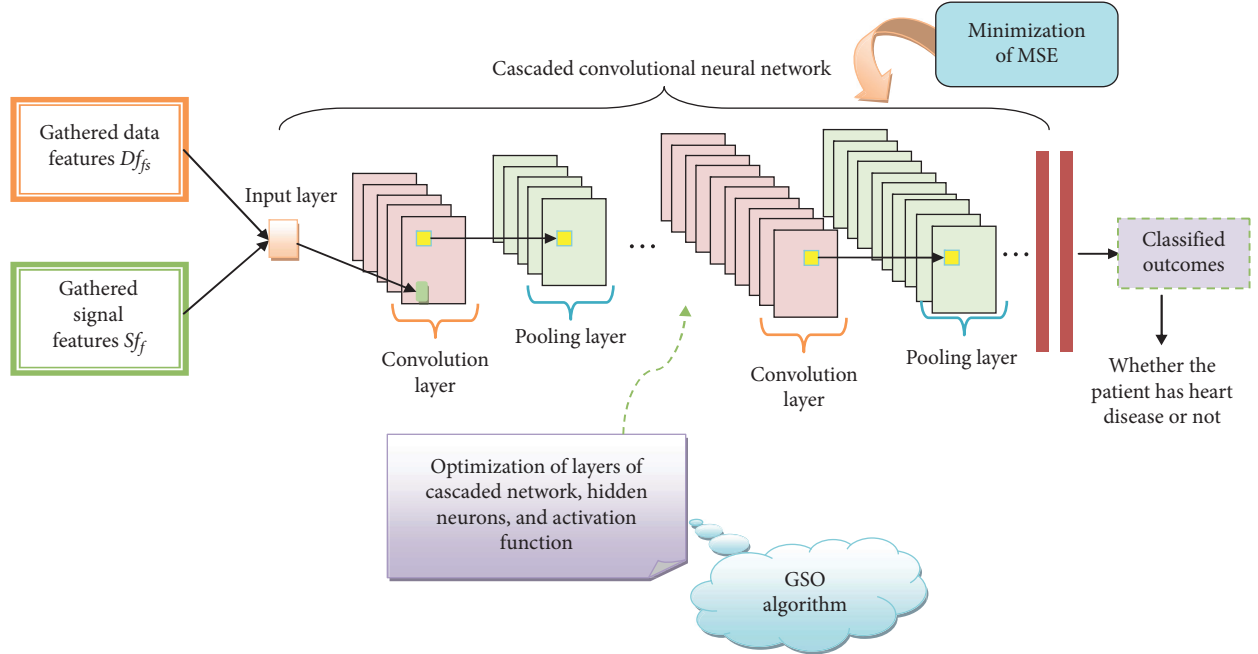 Minimization
of MSE
Cascaded convolutional neural network
Gathered data
features Df_fs
Input layer
Gathered
signal
features Sf_f
...
...
Classified
outcomes
Convolution
layer
Pooling layer
Convolution
layer
Pooling layer
Whether the
patient has heart
disease or not
Optimization of layers of
cascaded network, hidden
neurons, and activation
function
GSO
algorithm